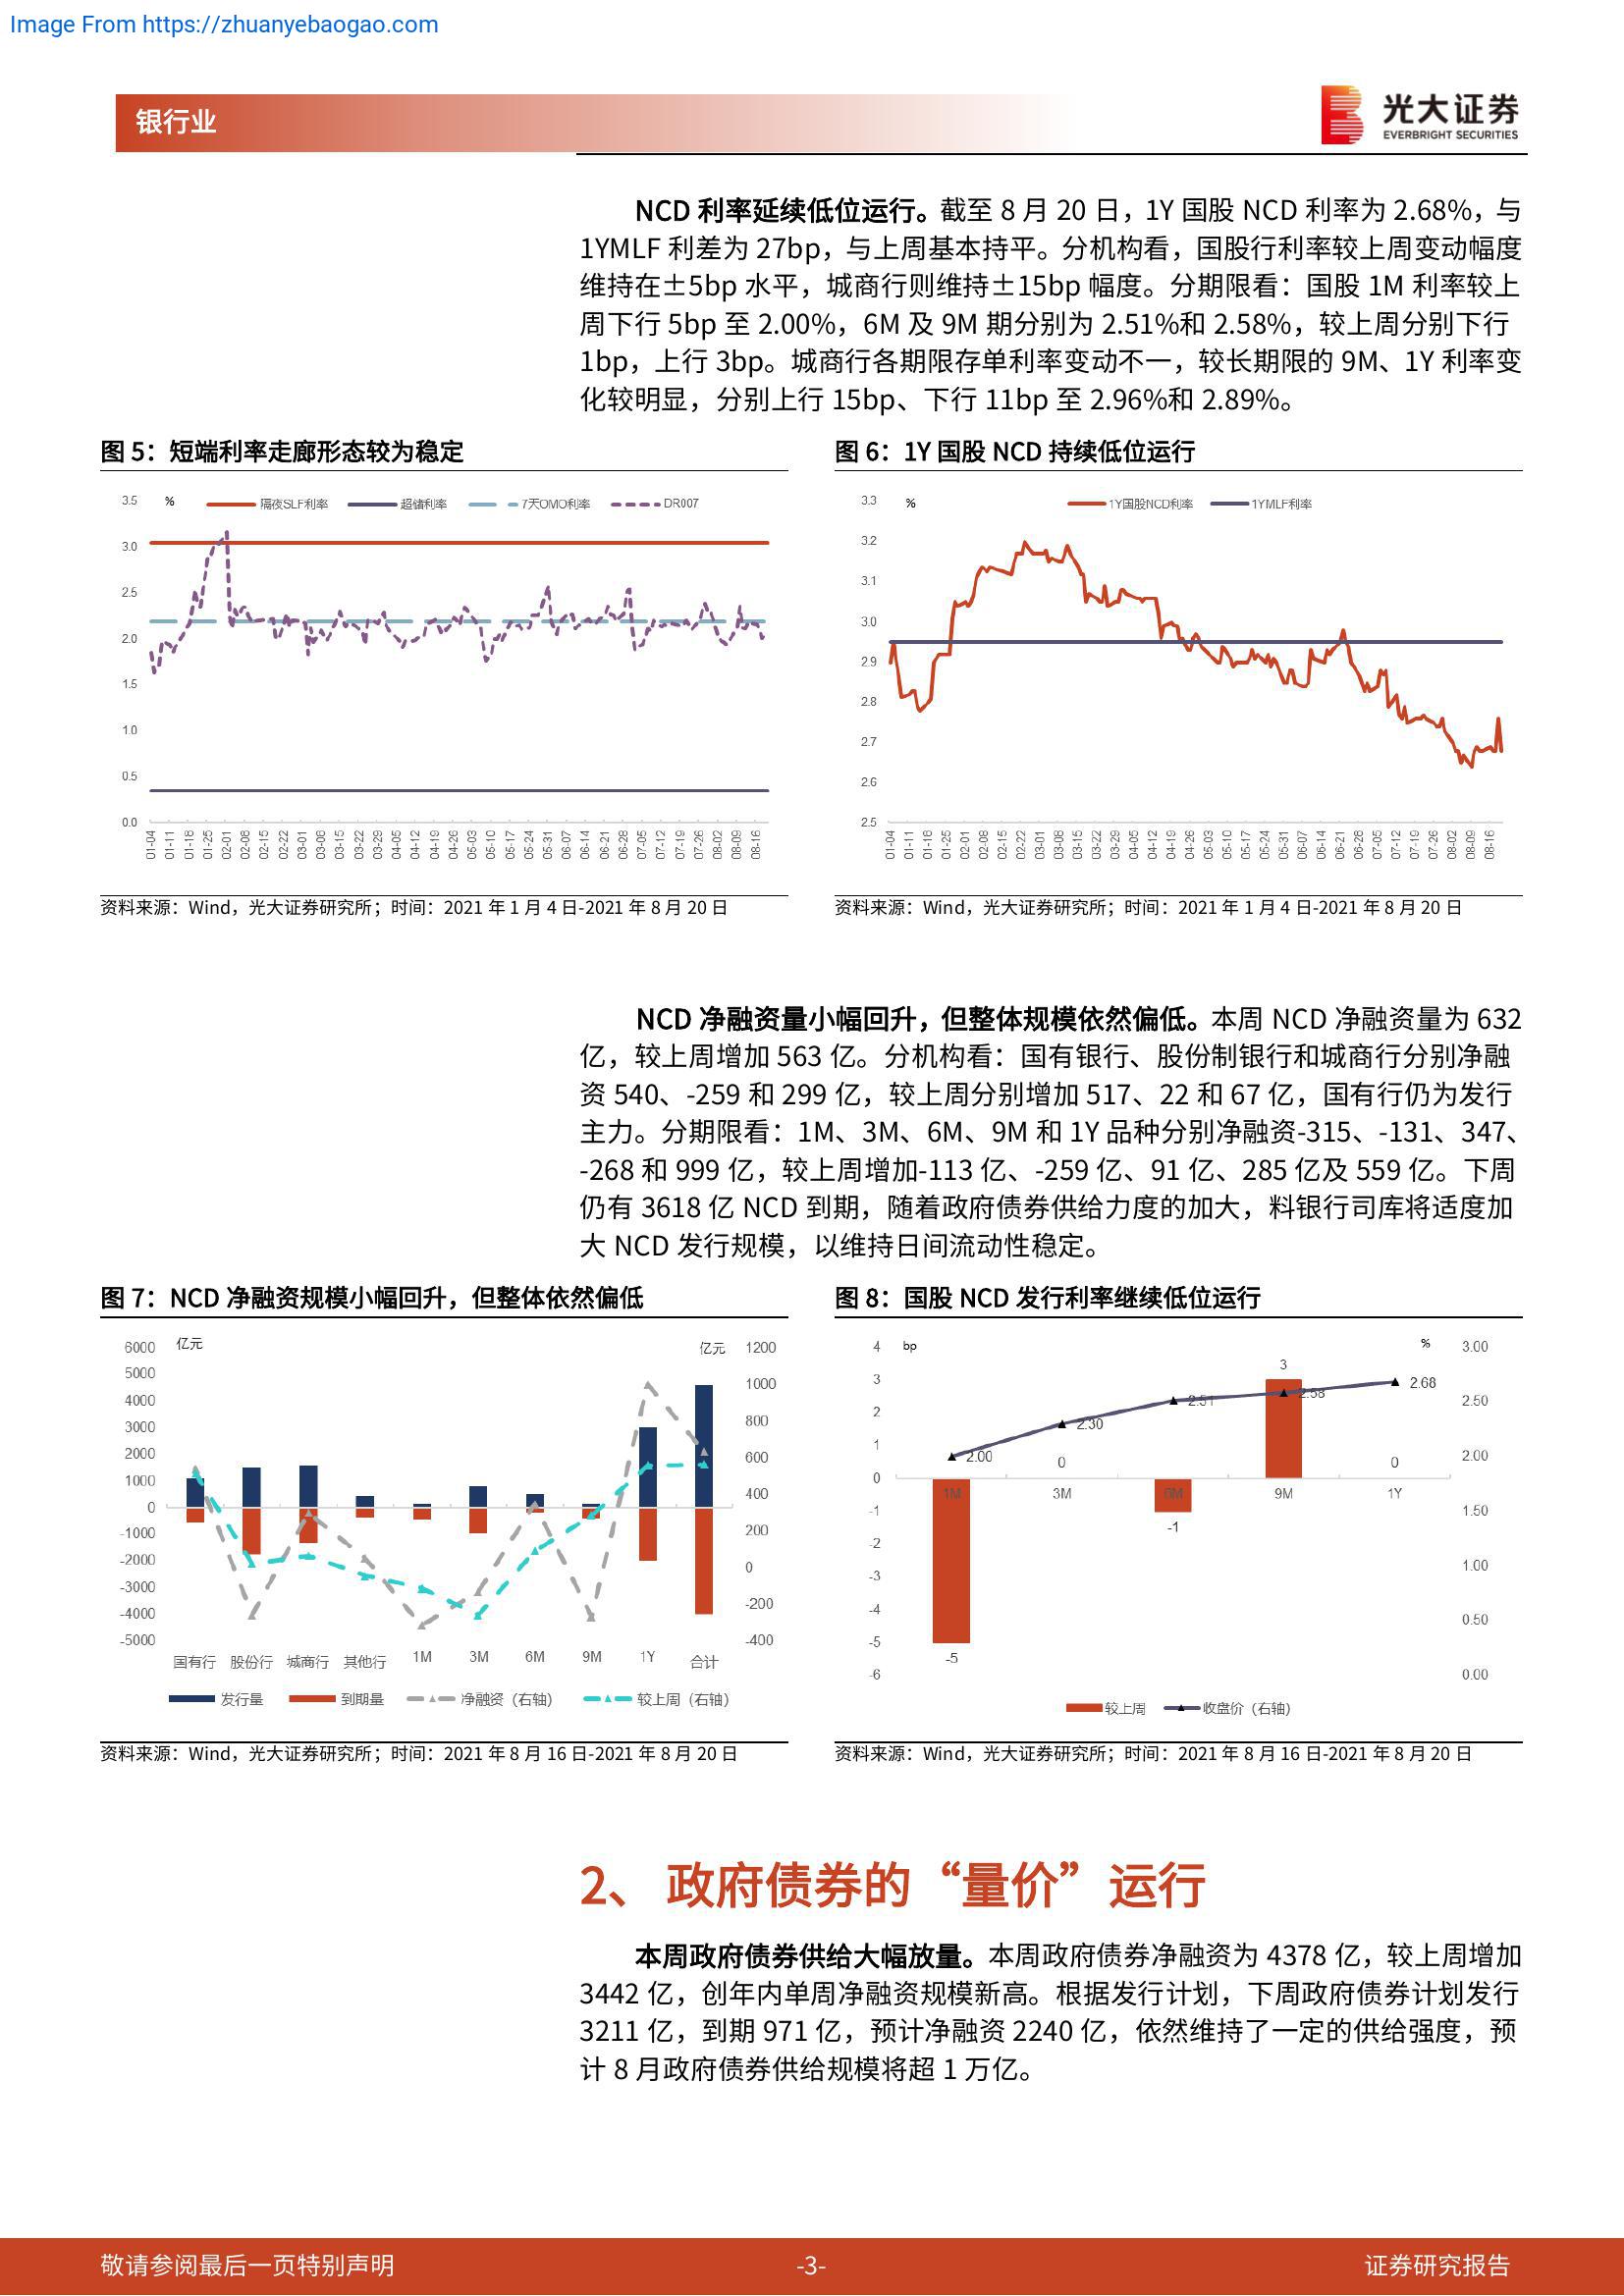 Image From https://zhuanyebaogao.com
银行业
光大证券
EVERBRIGHT SECURITIES
NCD 利率延续低位运行。截至 8 月 20 日，1Y 国股 NCD 利率为 2.68%，与
1YMLF 利差为 27bp，与上周基本持平。分机构看，国股行利率较上周变动幅度
维持在±5bp 水平，城商行则维持±15bp 幅度。分期限看：国股 1M 利率较上
周下行 5bp 至 2.00%，6M 及 9M 期分别为 2.51%和 2.58%，较上周分别下行
1bp，上行 3bp。城商行各期限存单利率变动不一，较长期限的 9M、1Y 利率变
化较明显，分别上行 15bp、下行 11bp 至 2.96%和 2.89%。
图 5：短端利率走廊形态较为稳定
% 隔夜SLF利率 超储利率 7天OMO利率 DR007
3.5
3.0
2.5
2.0
1.5
1.0
0.5
0.0
01-04 01-11 01-18 01-25 02-01 02-08 02-15 02-22 03-01 03-08 03-15 03-22 03-29 04-05 04-12 04-19 04-26 05-03 05-10 05-17 05-24 05-31 06-07 06-14 06-21 06-28 07-05 07-12 07-19 07-26 08-02 08-09 08-16
资料来源：Wind，光大证券研究所；时间：2021 年 1 月 4 日-2021 年 8 月 20 日
图 6：1Y 国股 NCD 持续低位运行
% 1Y国股NCD利率 1YMLF利率
3.3
3.2
3.1
3.0
2.9
2.8
2.7
2.6
2.5
01-04 01-11 01-18 01-25 02-01 02-08 02-15 02-22 03-01 03-08 03-15 03-22 03-29 04-05 04-12 04-19 04-26 05-03 05-10 05-17 05-24 05-31 06-07 06-14 06-21 06-28 07-05 07-12 07-19 07-26 08-02 08-09 08-16
资料来源：Wind，光大证券研究所；时间：2021 年 1 月 4 日-2021 年 8 月 20 日
NCD 净融资量小幅回升，但整体规模依然偏低。本周 NCD 净融资量为 632
亿，较上周增加 563 亿。分机构看：国有银行、股份制银行和城商行分别净融
资 540、-259 和 299 亿，较上周分别增加 517、22 和 67 亿，国有行仍为发行
主力。分期限看：1M、3M、6M、9M 和 1Y 品种分别净融资-315、-131、347、
-268 和 999 亿，较上周增加-113 亿、-259 亿、91 亿、285 亿及 559 亿。下周
仍有 3618 亿 NCD 到期，随着政府债券供给力度的加大，料银行司库将适度加
大 NCD 发行规模，以维持日间流动性稳定。
图 7：NCD 净融资规模小幅回升，但整体依然偏低
亿元 亿元
6000
5000
4000
3000
2000
1000
0
-1000
-2000
-3000
-4000
-5000
1200
1000
800
600
400
200
0
-200
-400
国有行 股份行 城商行 其他行 1M 3M 6M 9M 1Y 合计
发行量 到期量 净融资（右轴） 较上周（右轴）
资料来源：Wind，光大证券研究所；时间：2021 年 8 月 16 日-2021 年 8 月 20 日
图 8：国股 NCD 发行利率继续低位运行
bp %
4
3
2
1
0
-1
-2
-3
-4
-5
-6
3.00
2.50
2.00
1.50
1.00
0.50
0.00
2.00 2.30 2.51 2.58 2.68
-5 0 -1 3 0
1M 3M 6M 9M 1Y
较上周 收盘价（右轴）
资料来源：Wind，光大证券研究所；时间：2021 年 8 月 16 日-2021 年 8 月 20 日
2、 政府债券的“量价”运行
本周政府债券供给大幅放量。本周政府债券净融资为 4378 亿，较上周增加
3442 亿，创年内单周净融资规模新高。根据发行计划，下周政府债券计划发行
3211 亿，到期 971 亿，预计净融资 2240 亿，依然维持了一定的供给强度，预
计 8 月政府债券供给规模将超 1 万亿。
敬请参阅最后一页特别声明
-3-
证券研究报告